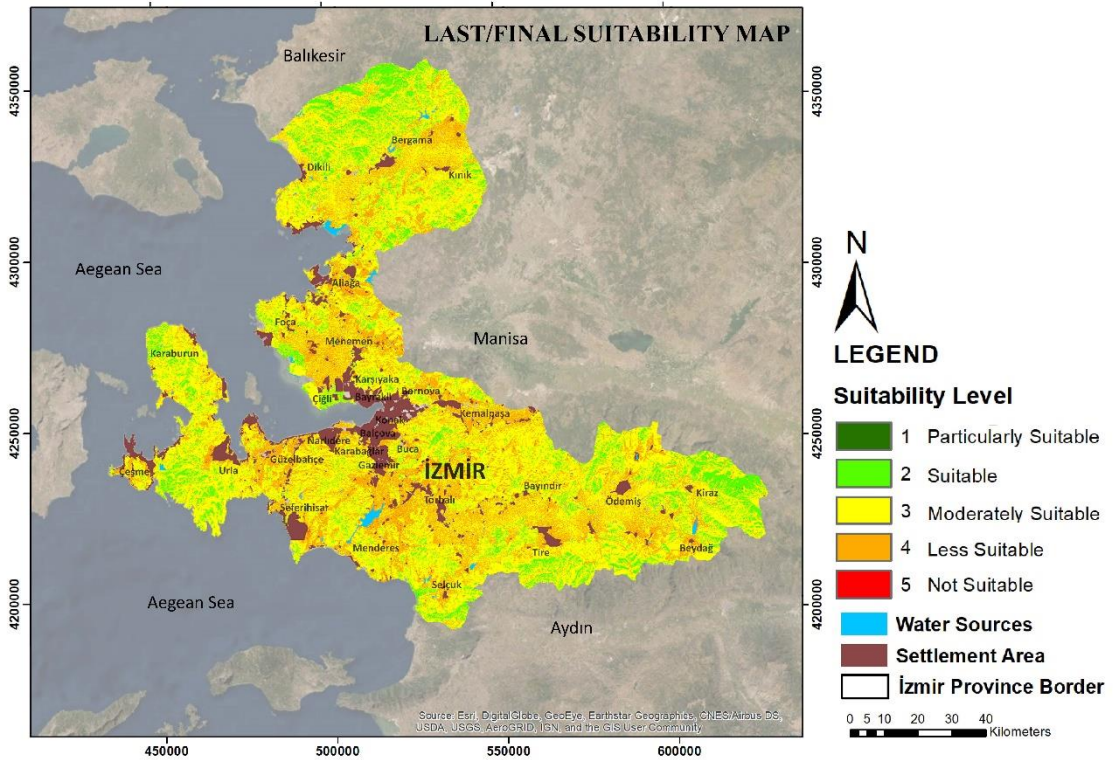 LAST/FINAL SUITABILITY MAP
Balıkesir
Bergama
Dikili
Kınık
Aegean Sea
Aliağa
Foça
Menemen
Manisa
Karaburun
Karşıyaka
Çiğli
Bayraklı
Bornova
Kemalpaşa
Konak
Balçova
Narlıdere
Karabağlar
Buca
Güzelbahçe
Gaziemir
Çeşme
Urla
İZMİR
Bayındır
Ödemiş
Kiraz
Seferihisar
Torbalı
Menderes
Tire
Beydağ
Selçuk
Aegean Sea
Aydın
Source: Esri, DigitalGlobe, GeoEye, Earthstar Geographics, CNES/Airbus DS,
USDA, USGS, AeroGRID, IGN, and the GIS User Community
4350000
4300000
4250000
4200000
4350000
4300000
4250000
4200000
450000 500000 550000 600000
N
LEGEND
Suitability Level
1 Particularly Suitable
2 Suitable
3 Moderately Suitable
4 Less Suitable
5 Not Suitable
Water Sources
Settlement Area
İzmir Province Border
0 5 10 20 30 40
Kilometers